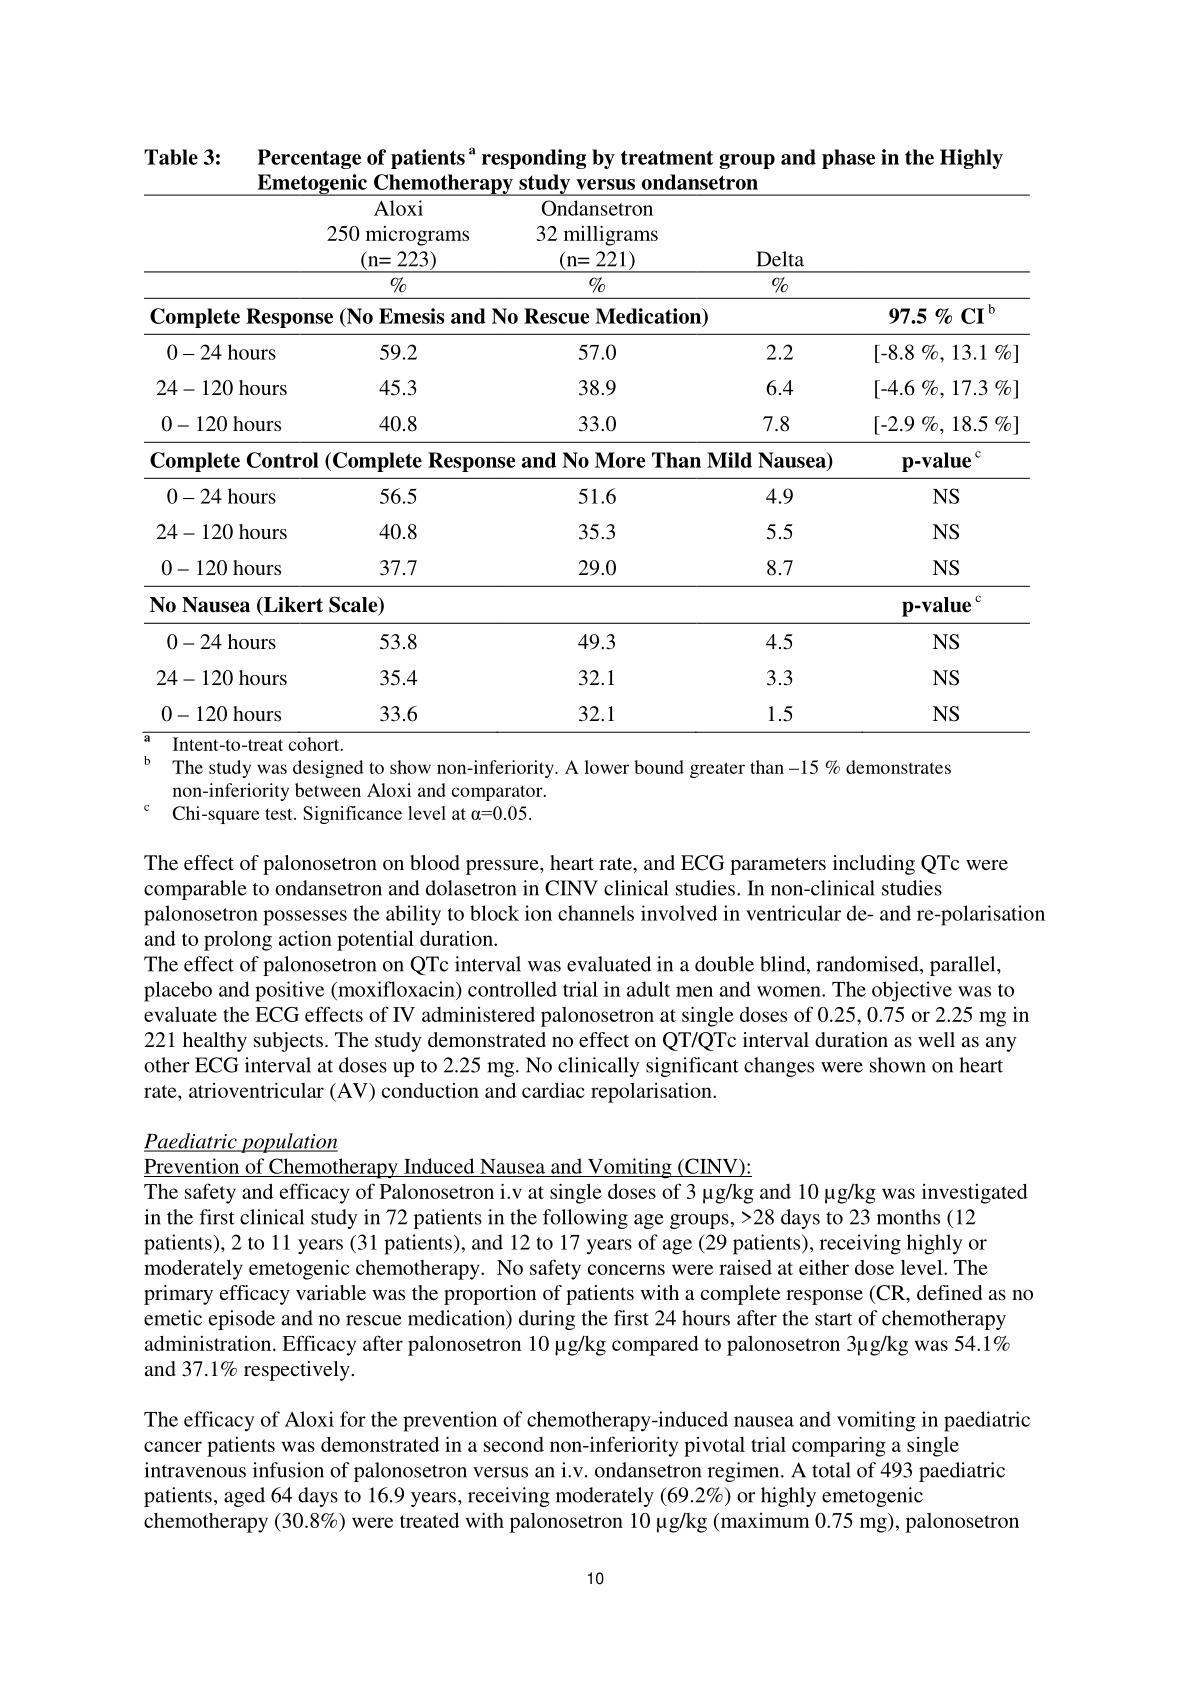 Table 3: Percentage of patients a responding by treatment group and phase in the Highly
Emetogenic Chemotherapy study versus ondansetron
Aloxi Ondansetron
250 micrograms 32 milligrams
(n= 223) (n= 221) Delta
% % %
Complete Response (No Emesis and No Rescue Medication) 97.5 % CI b
0 – 24 hours 59.2 57.0 2.2 [-8.8 %, 13.1 %]
24 – 120 hours 45.3 38.9 6.4 [-4.6 %, 17.3 %]
0 – 120 hours 40.8 33.0 7.8 [-2.9 %, 18.5 %]
Complete Control (Complete Response and No More Than Mild Nausea) p-value c
0 – 24 hours 56.5 51.6 4.9 NS
24 – 120 hours 40.8 35.3 5.5 NS
0 – 120 hours 37.7 29.0 8.7 NS
No Nausea (Likert Scale) p-value c
0 – 24 hours 53.8 49.3 4.5 NS
24 – 120 hours 35.4 32.1 3.3 NS
0 – 120 hours 33.6 32.1 1.5 NS
a Intent-to-treat cohort.
b The study was designed to show non-inferiority. A lower bound greater than –15 % demonstrates
non-inferiority between Aloxi and comparator.
c Chi-square test. Significance level at α=0.05.
The effect of palonosetron on blood pressure, heart rate, and ECG parameters including QTc were
comparable to ondansetron and dolasetron in CINV clinical studies. In non-clinical studies
palonosetron possesses the ability to block ion channels involved in ventricular de- and re-polarisation
and to prolong action potential duration.
The effect of palonosetron on QTc interval was evaluated in a double blind, randomised, parallel,
placebo and positive (moxifloxacin) controlled trial in adult men and women. The objective was to
evaluate the ECG effects of IV administered palonosetron at single doses of 0.25, 0.75 or 2.25 mg in
221 healthy subjects. The study demonstrated no effect on QT/QTc interval duration as well as any
other ECG interval at doses up to 2.25 mg. No clinically significant changes were shown on heart
rate, atrioventricular (AV) conduction and cardiac repolarisation.
Paediatric population
Prevention of Chemotherapy Induced Nausea and Vomiting (CINV):
The safety and efficacy of Palonosetron i.v at single doses of 3 µg/kg and 10 µg/kg was investigated
in the first clinical study in 72 patients in the following age groups, >28 days to 23 months (12
patients), 2 to 11 years (31 patients), and 12 to 17 years of age (29 patients), receiving highly or
moderately emetogenic chemotherapy.  No safety concerns were raised at either dose level. The
primary efficacy variable was the proportion of patients with a complete response (CR, defined as no
emetic episode and no rescue medication) during the first 24 hours after the start of chemotherapy
administration. Efficacy after palonosetron 10 µg/kg compared to palonosetron 3µg/kg was 54.1%
and 37.1% respectively.
The efficacy of Aloxi for the prevention of chemotherapy-induced nausea and vomiting in paediatric
cancer patients was demonstrated in a second non-inferiority pivotal trial comparing a single
intravenous infusion of palonosetron versus an i.v. ondansetron regimen. A total of 493 paediatric
patients, aged 64 days to 16.9 years, receiving moderately (69.2%) or highly emetogenic
chemotherapy (30.8%) were treated with palonosetron 10 µg/kg (maximum 0.75 mg), palonosetron
10